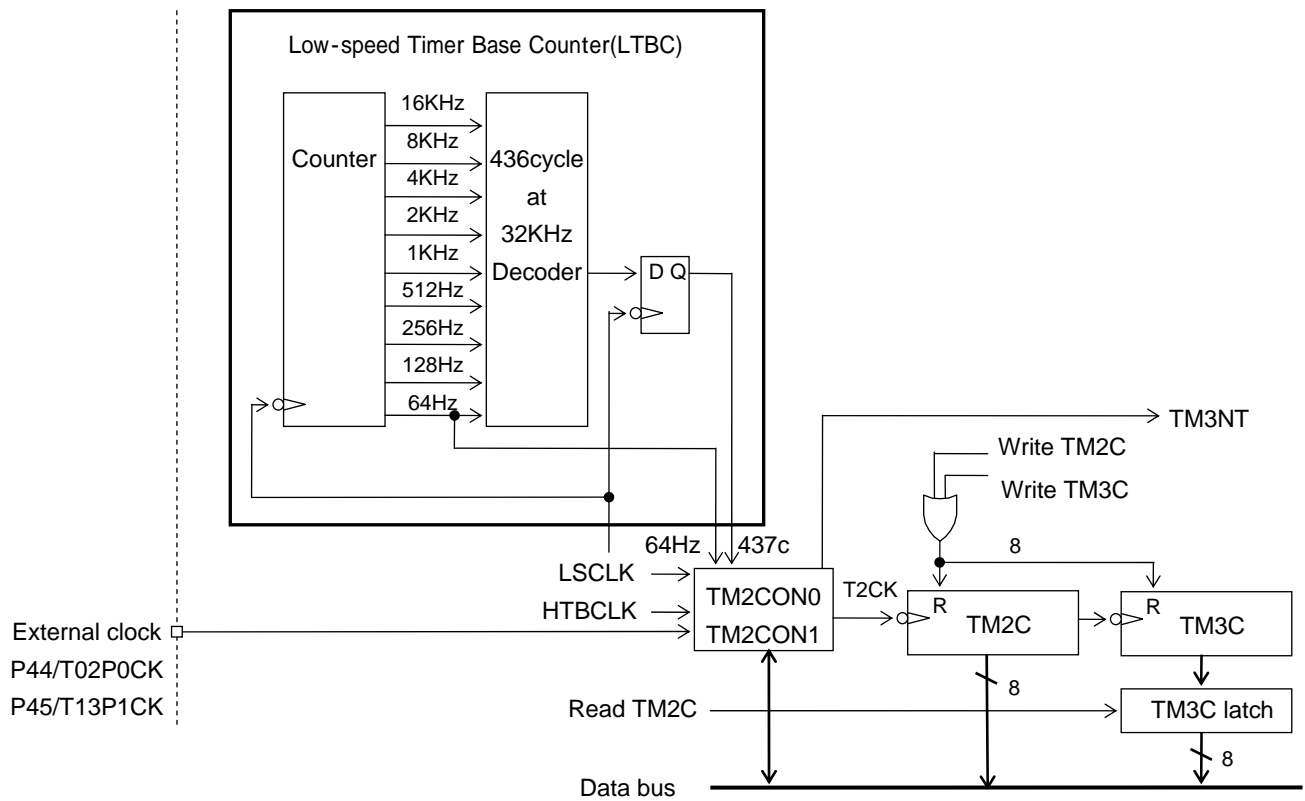 Low-speed Timer Base Counter(LTBC)
16KHz
8KHz
4KHz
2KHz
1KHz
512Hz
256Hz
128Hz
64Hz
Counter
436cycle
at
32KHz
Decoder
D Q
TM3NT
Write TM2C
Write TM3C
8
64Hz
437c
LSCLK
HTBCLK
TM2CON0
TM2CON1
T2CK
R
TM2C
R
TM3C
External clock
P44/T02P0CK
P45/T13P1CK
8
Read TM2C
TM3C latch
8
Data bus